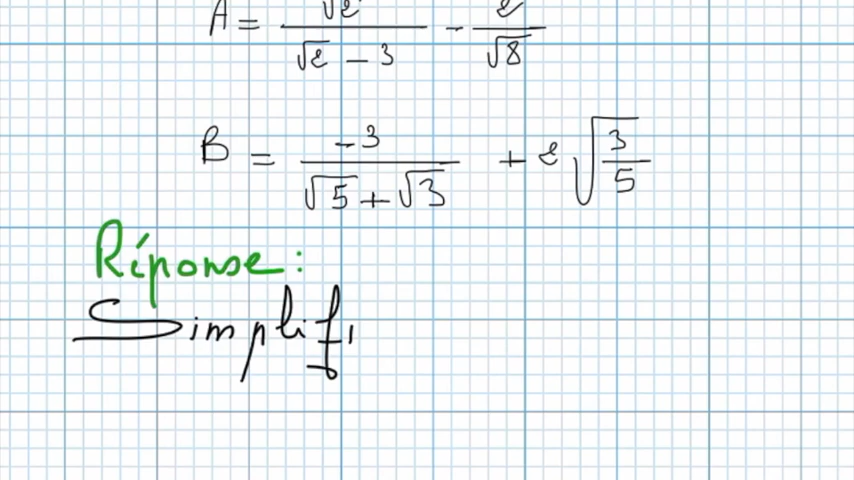 A = √2 / (√2 - 3) - 2 / √8
B = -3 / (√5 + √3) + 2 √(3/5)
Réponse :
Simplifi